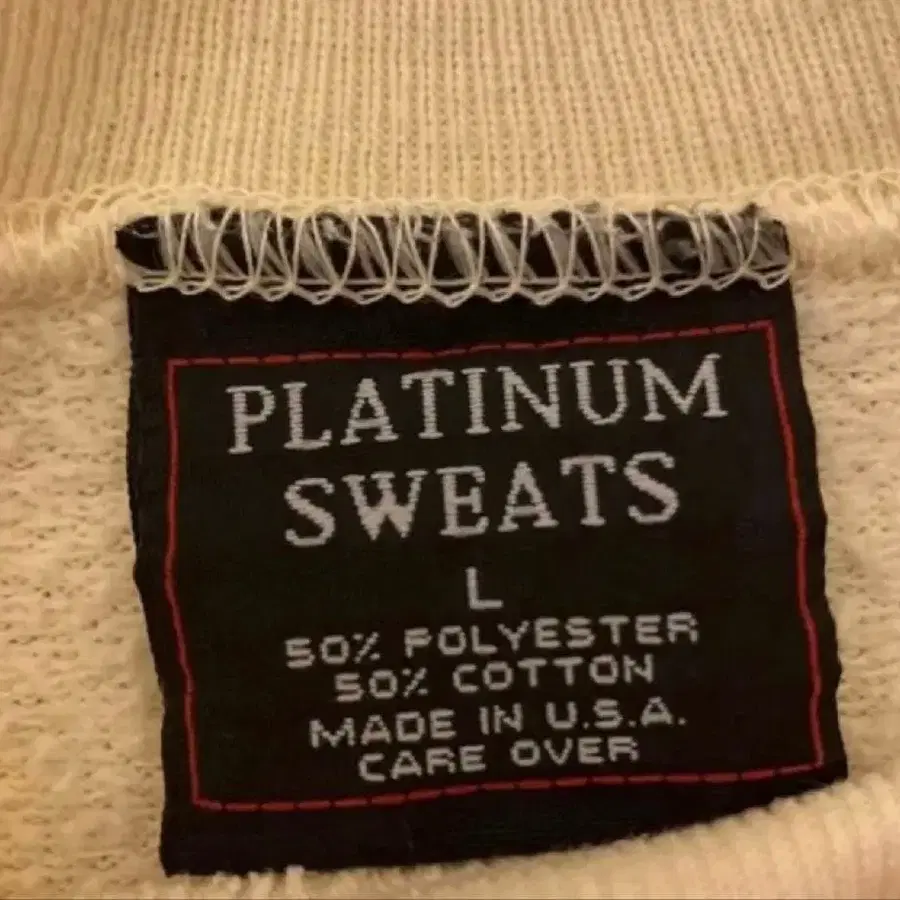 PLATINUM
SWEATS
L
50% POLYESTER
50% COTTON
MADE IN U.S.A.
CARE OVER